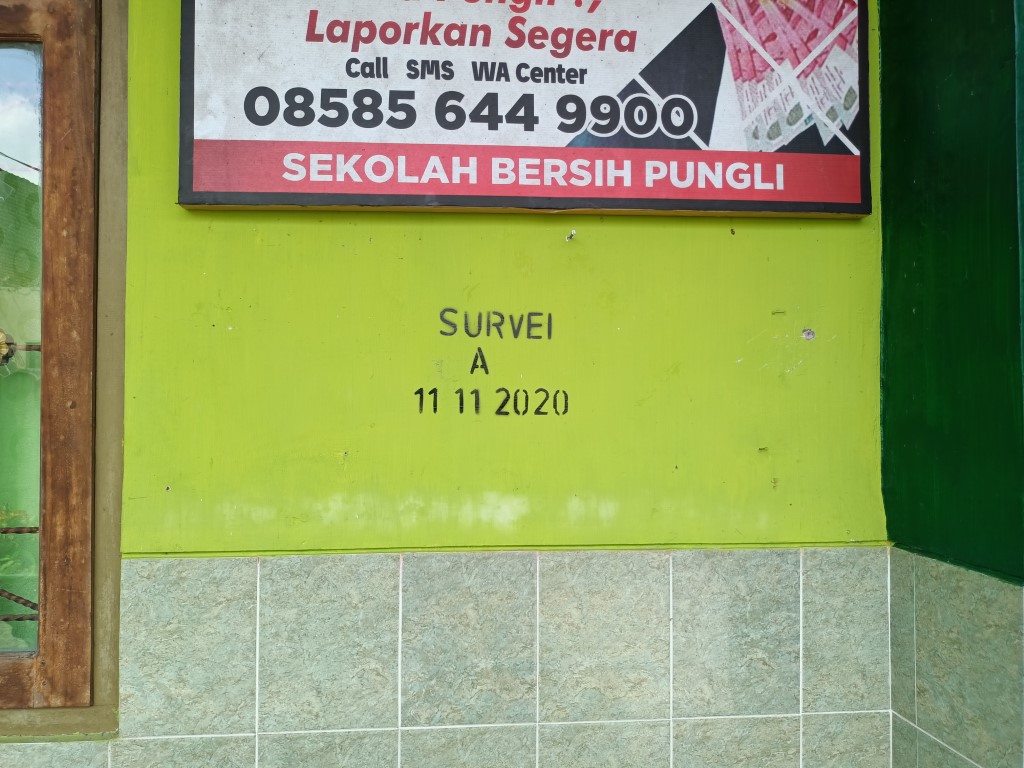 Laporkan Segera
Call SMS WA Center
08585 644 9900
SEKOLAH BERSIH PUNGLI
SURVEI
A
11 11 2020